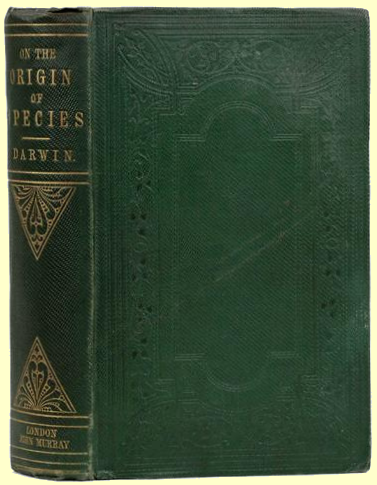 ON THE
ORIGIN
OF
SPECIES
DARWIN.
LONDON
JOHN MURRAY